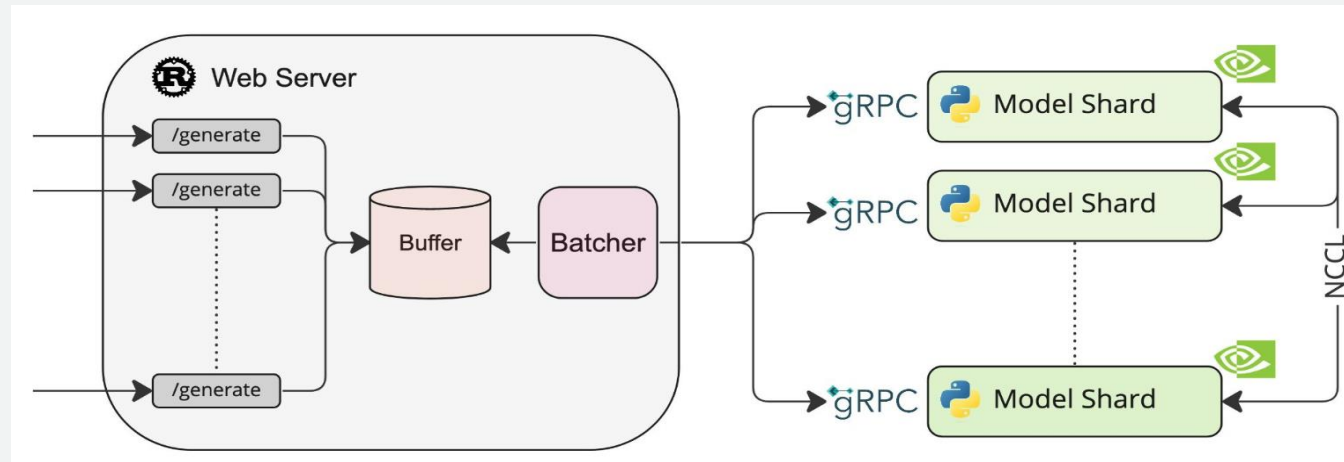 R Web Server
/generate
/generate
/generate
Buffer
Batcher
gRPC
Model Shard
gRPC
Model Shard
gRPC
Model Shard
NCCL